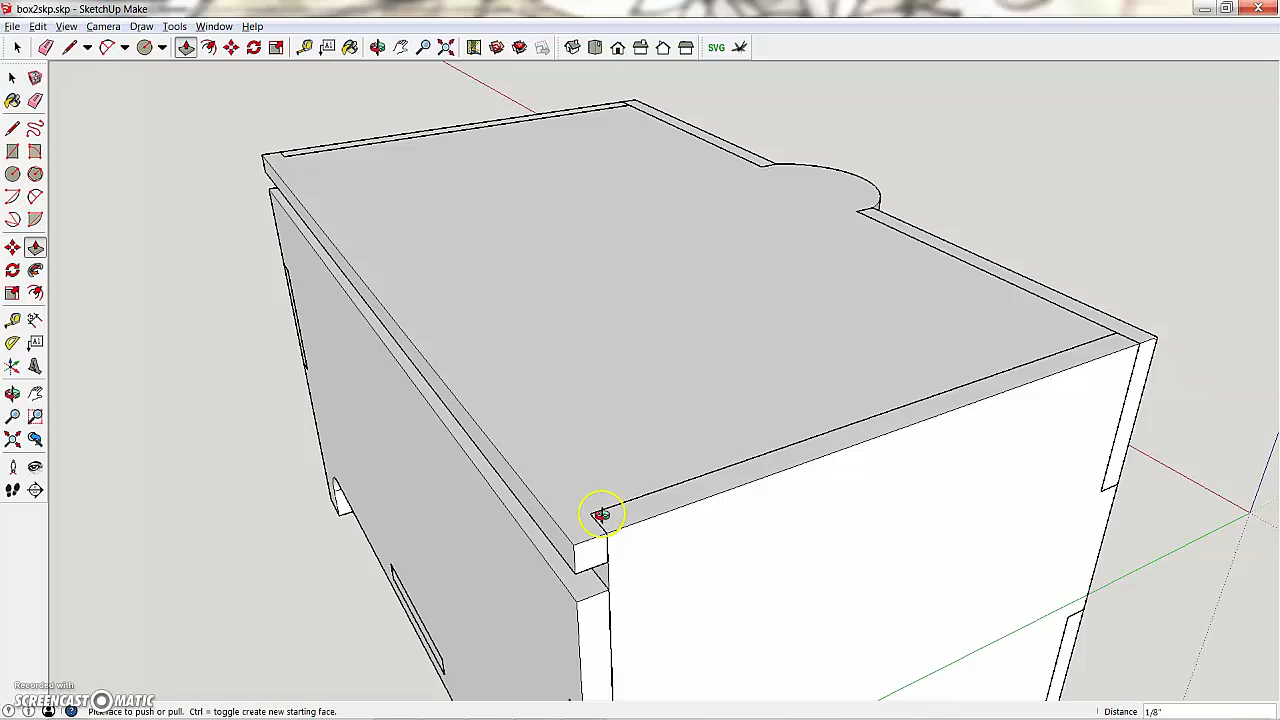 box2skp.skp - SketchUp Make
File Edit View Camera Draw Tools Window Help
SVG
Recorded with
SCREENCAST MATIC
Pick face to push or pull. Ctrl = toggle create new starting face.
Distance 1/8"